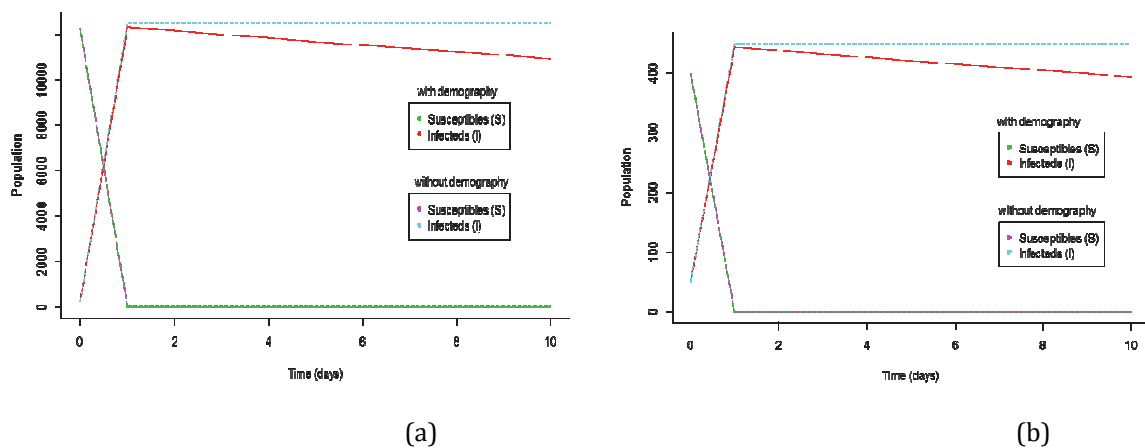 Population
0
2000
4000
6000
8000
10000
with demography
Susceptibles (S)
Infecteds (I)
without demography
Susceptibles (S)
Infecteds (I)
0 2 4 6 8 10
Time (days)
(a)
Population
0
100
200
300
400
with demography
Susceptibles (S)
Infecteds (I)
without demography
Susceptibles (S)
Infecteds (I)
0 2 4 6 8 10
Time (days)
(b)